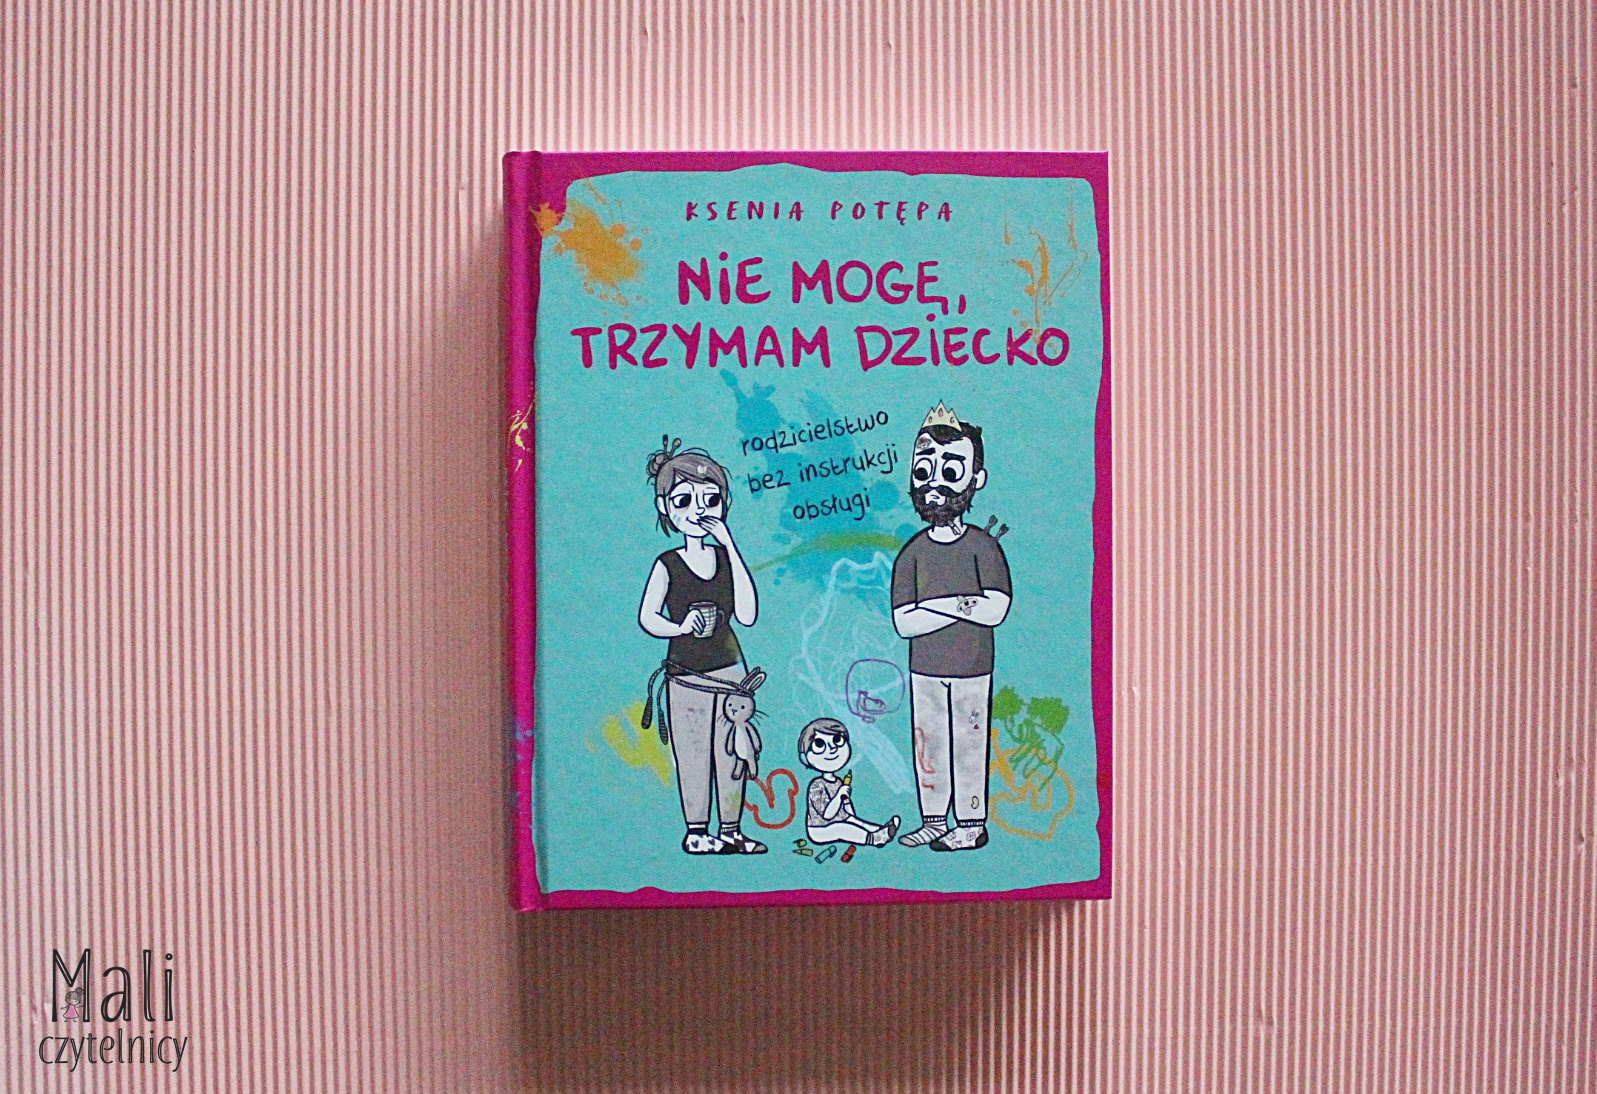 KSENIA POTĘPA
NiE MOGĘ,
TRZYMAM DZiECKO
rodzicielstwo
bez instrukcji
obsługi
Mali
czytelnicy